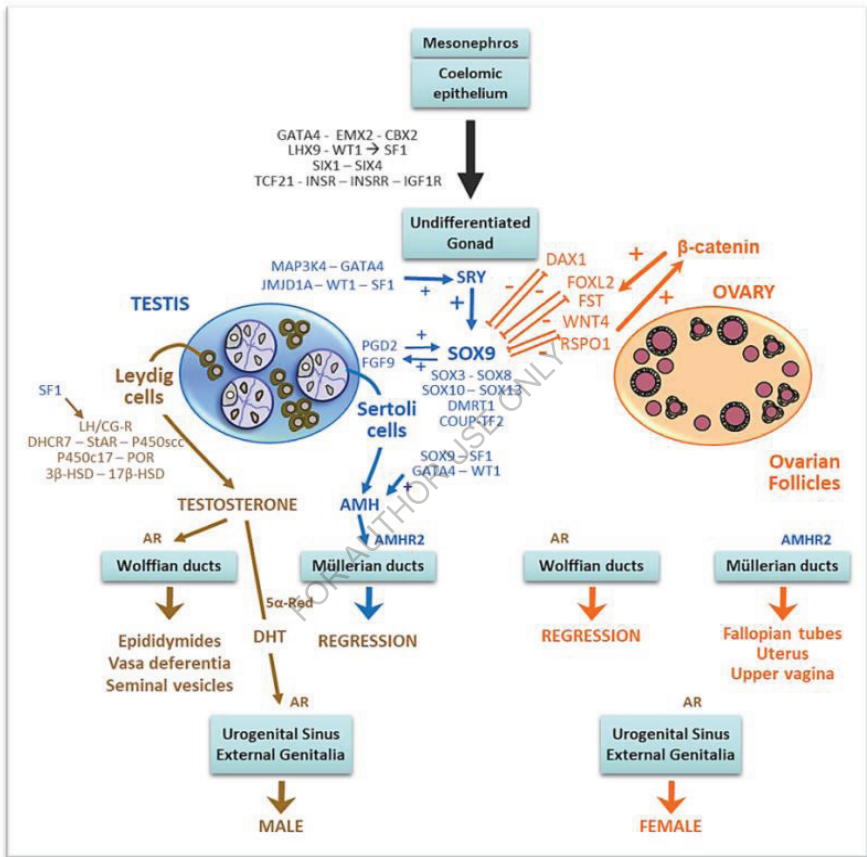 Mesonephros
Coelomic
epithelium
GATA4 - EMX2 - CBX2
LHX9 - WT1 → SF1
SIX1 – SIX4
TCF21 - INSR – INSRR – IGF1R
Undifferentiated
Gonad
MAP3K4 – GATA4
JMJD1A – WT1 – SF1
+
SRY
+
DAX1
FOXL2
FST
WNT4
RSPO1
-
-
-
-
-
+
+
β-catenin
TESTIS
OVARY
PGD2
FGF9
+
+
SOX9
SOX3 - SOX8
SOX10 – SOX13
DMRT1
COUP-TF2
Leydig
cells
Sertoli
cells
SF1
LH/CG-R
DHCR7 – StAR – P450scc
P450c17 – POR
3β-HSD – 17β-HSD
SOX9 – SF1
GATA4 – WT1
+
Ovarian
Follicles
TESTOSTERONE
AMH
AR
AMHR2
AR
AMHR2
Wolffian ducts
Müllerian ducts
Wolffian ducts
Müllerian ducts
5α-Red
Epididymides
Vasa deferentia
Seminal vesicles
DHT
REGRESSION
REGRESSION
Fallopian tubes
Uterus
Upper vagina
AR
AR
Urogenital Sinus
External Genitalia
Urogenital Sinus
External Genitalia
MALE
FEMALE
FOR AUTHOR USE ONLY